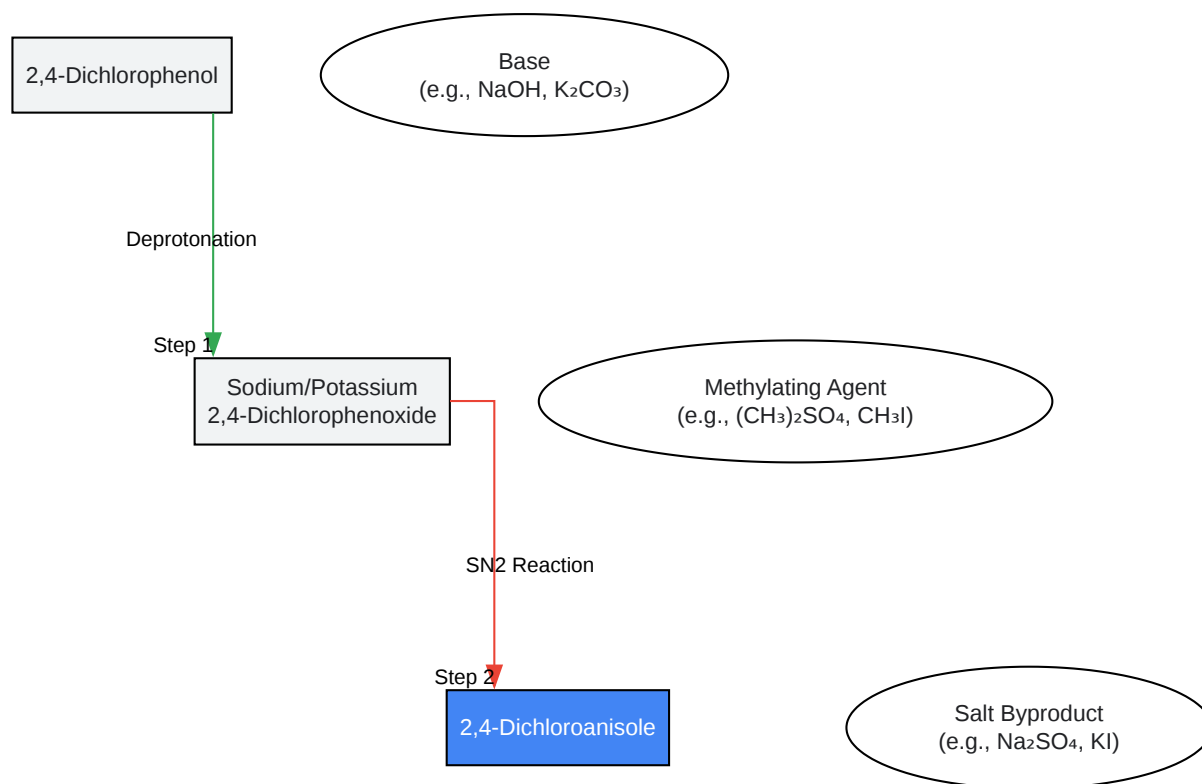 2,4-Dichlorophenol
Base
(e.g., NaOH, K₂CO₃)
Deprotonation
Step 1
Sodium/Potassium
2,4-Dichlorophenoxide
Methylating Agent
(e.g., (CH₃)₂SO₄, CH₃I)
SN2 Reaction
Step 2
2,4-Dichloroanisole
Salt Byproduct
(e.g., Na₂SO₄, KI)